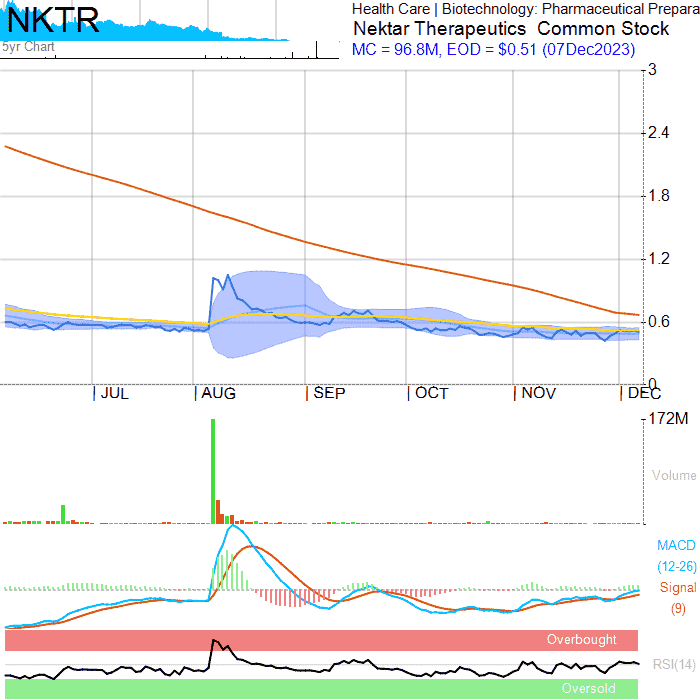 NKTR
5yr Chart
Health Care | Biotechnology: Pharmaceutical Prepara
Nektar Therapeutics Common Stock
MC = 96.8M, EOD = $0.51 (07Dec2023)
3
2.4
1.8
1.2
0.6
0
JUL
AUG
SEP
OCT
NOV
DEC
172M
Volume
MACD
(12-26)
Signal
(9)
Overbought
RSI(14)
Oversold